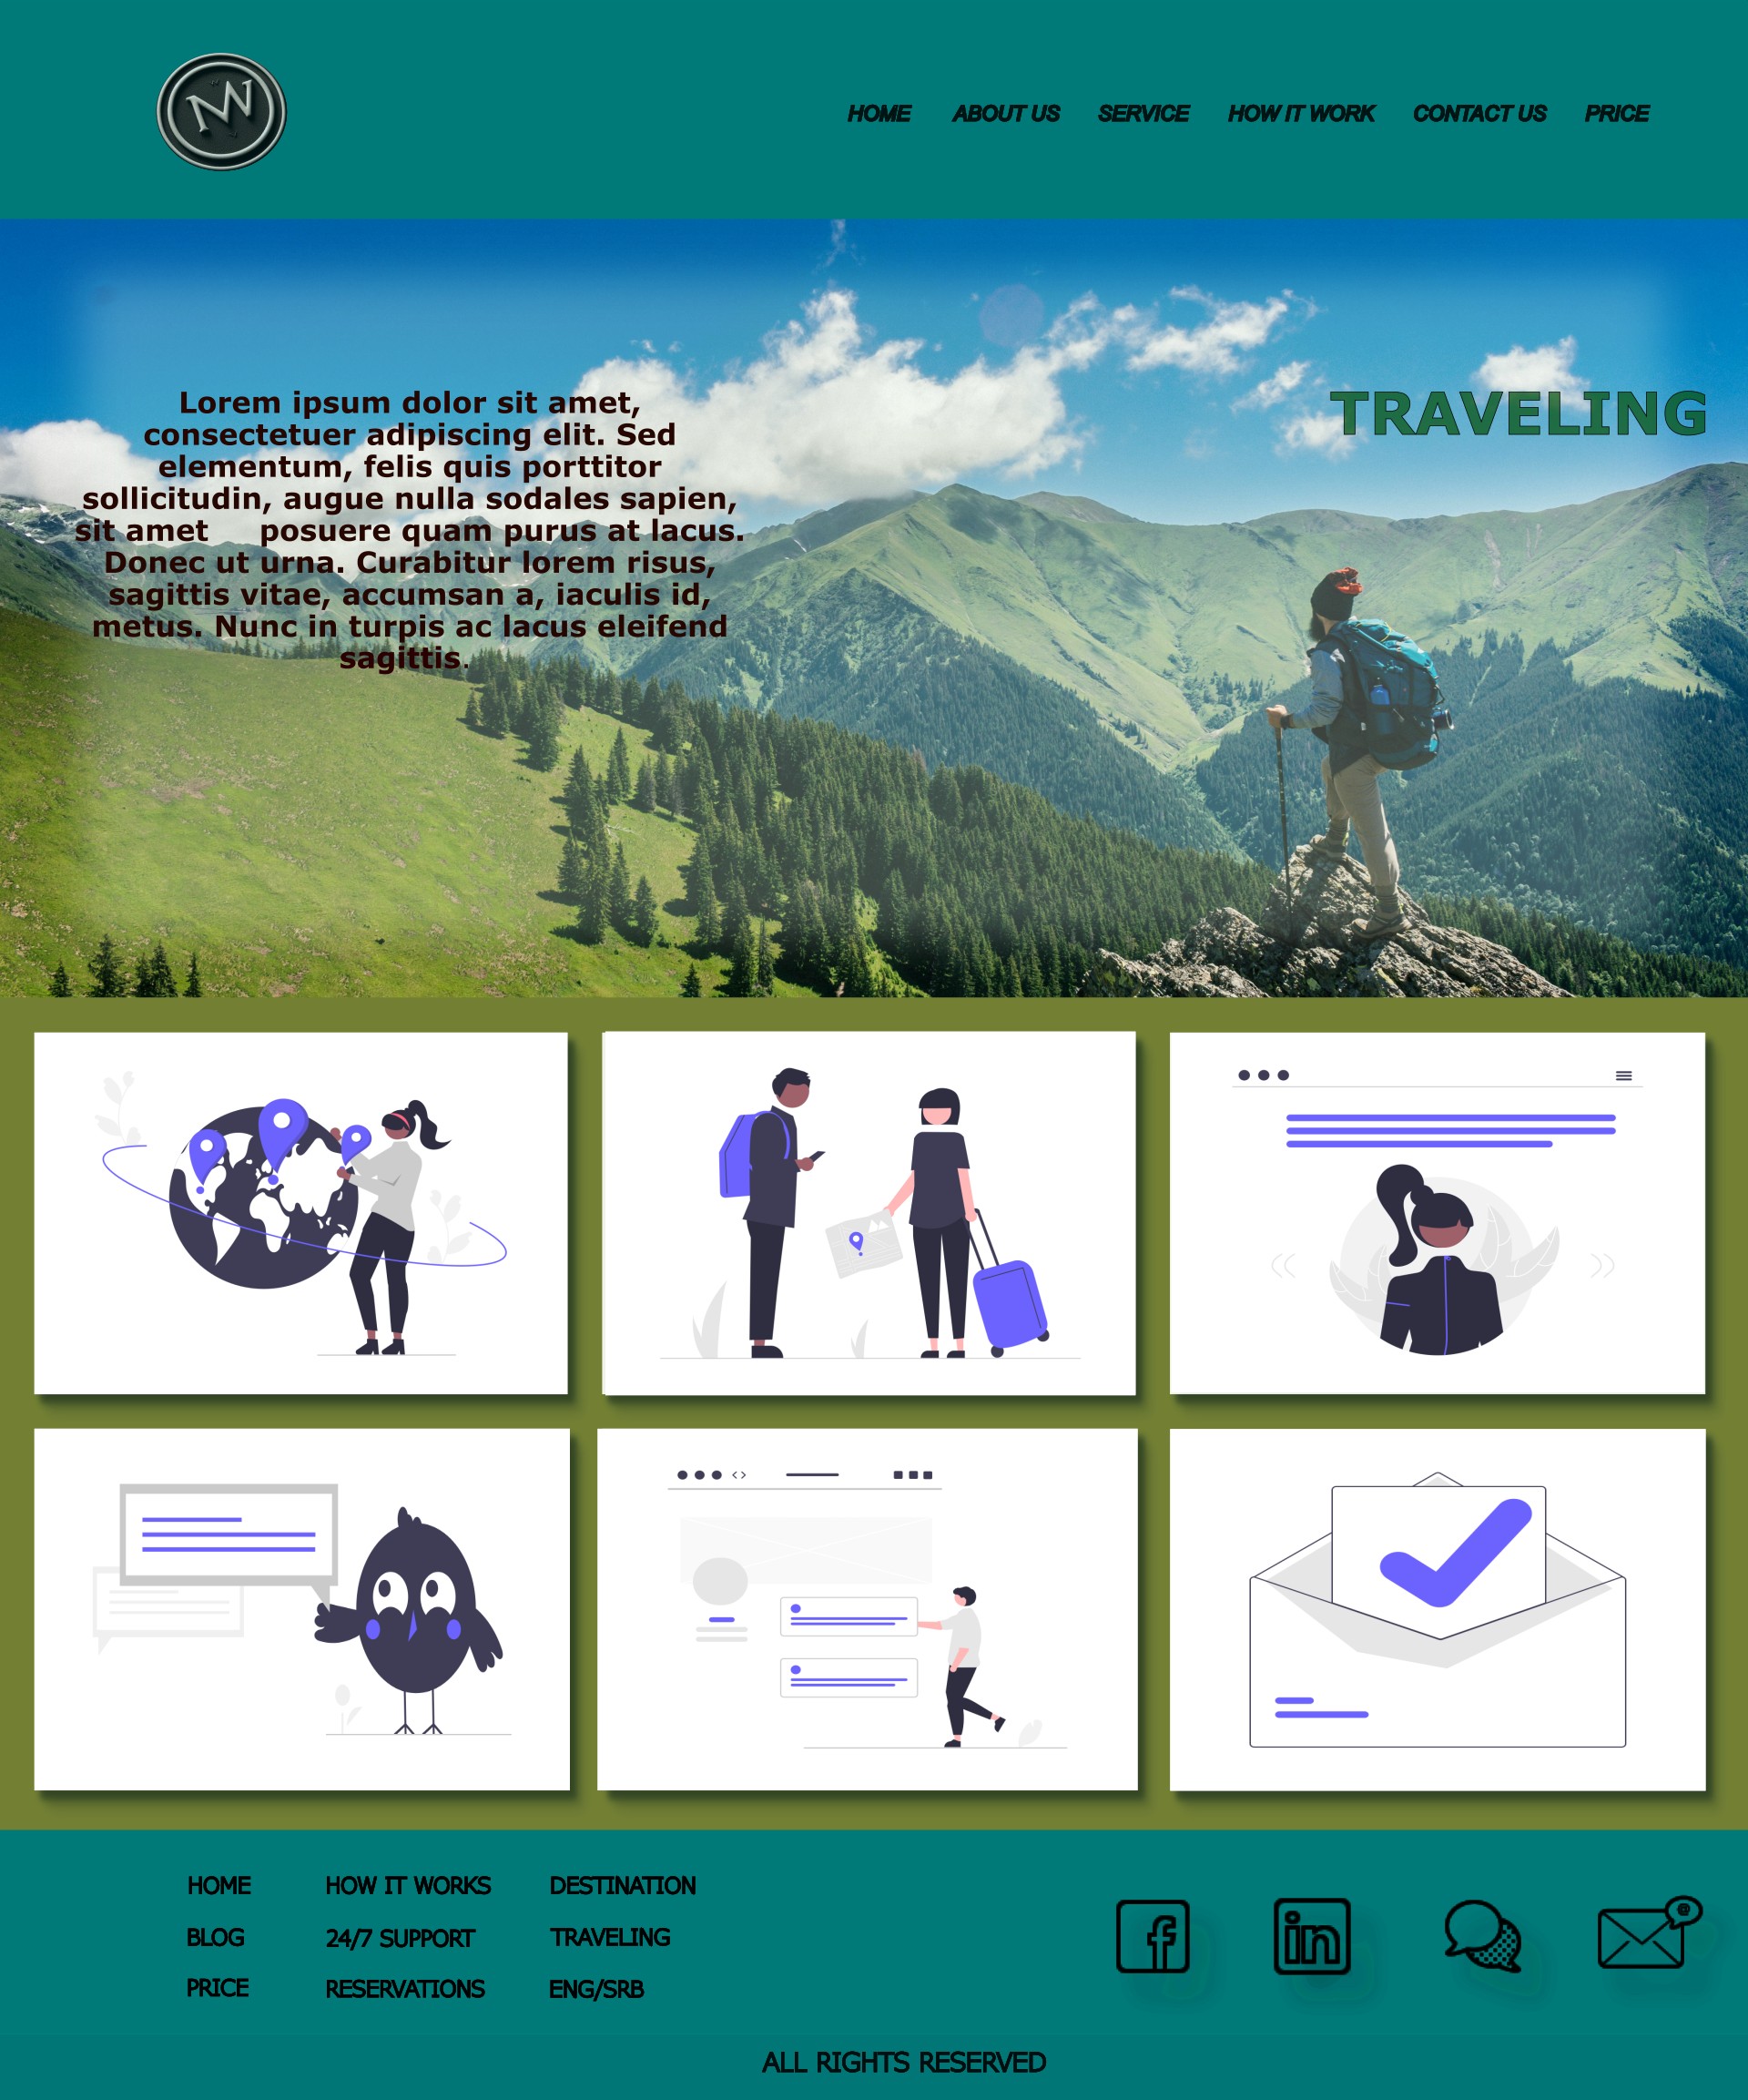 HOME ABOUT US SERVICE HOW IT WORK CONTACT US PRICE
TRAVELING
Lorem ipsum dolor sit amet,
consectetuer adipiscing elit. Sed
elementum, felis quis porttitor
sollicitudin, augue nulla sodales sapien,
sit amet posuere quam purus at lacus.
Donec ut urna. Curabitur lorem risus,
sagittis vitae, accumsan a, iaculis id,
metus. Nunc in turpis ac lacus eleifend
sagittis.
HOME HOW IT WORKS DESTINATION
BLOG 24/7 SUPPORT TRAVELING
PRICE RESERVATIONS ENG/SRB
ALL RIGHTS RESERVED